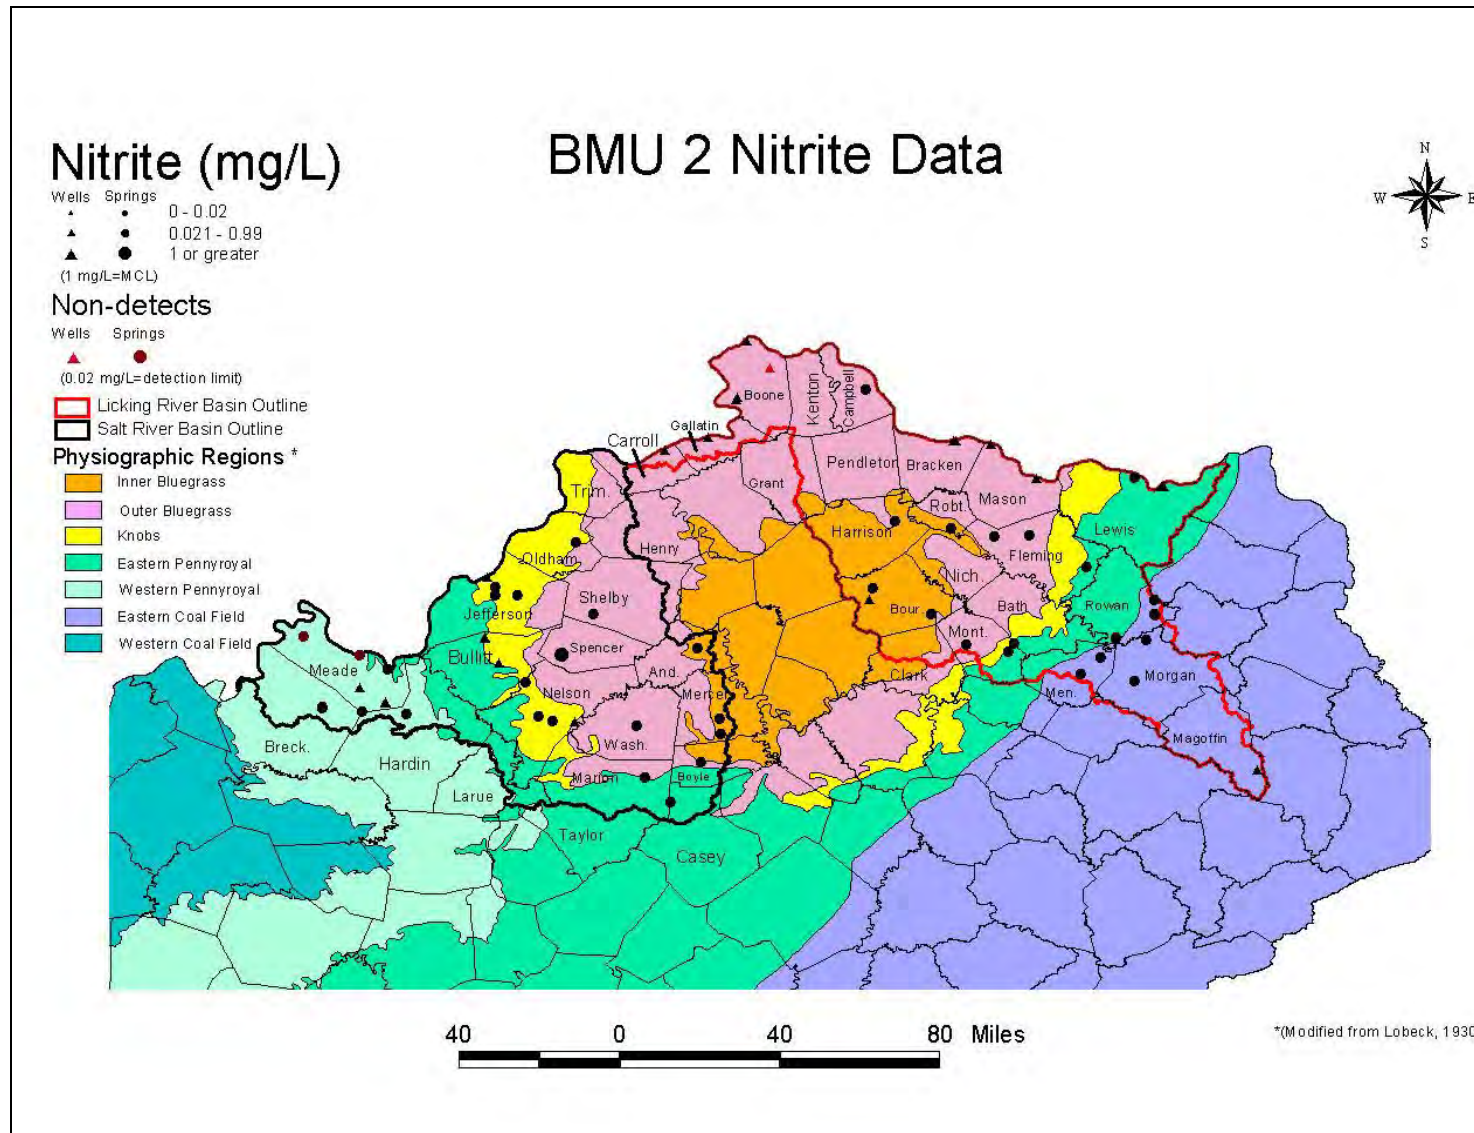 BMU 2 Nitrite Data
Nitrite (mg/L)
Wells Springs
0 - 0.02
0.021 - 0.99
1 or greater
(1 mg/L=MCL)
Non-detects
Wells Springs
(0.02 mg/L=detection limit)
Licking River Basin Outline
Salt River Basin Outline
Physiographic Regions *
Inner Bluegrass
Outer Bluegrass
Knobs
Eastern Pennyroyal
Western Pennyroyal
Eastern Coal Field
Western Coal Field
N
W E
S
Boone
Kenton
Campbell
Gallatin
Carroll
Pendleton
Bracken
Grant
Trim.
Mason
Robt.
Harrison
Lewis
Henry
Oldham
Fleming
Nich.
Shelby
Jefferson
Bour.
Bath
Rowan
Mont.
Spencer
Bullitt
Meade
And.
Clark
Morgan
Nelson
Mercer
Men.
Wash.
Magoffin
Breck.
Hardin
Marion
Boyle
Larue
Taylor
Casey
40 0 40 80 Miles
*(Modified from Lobeck, 1930